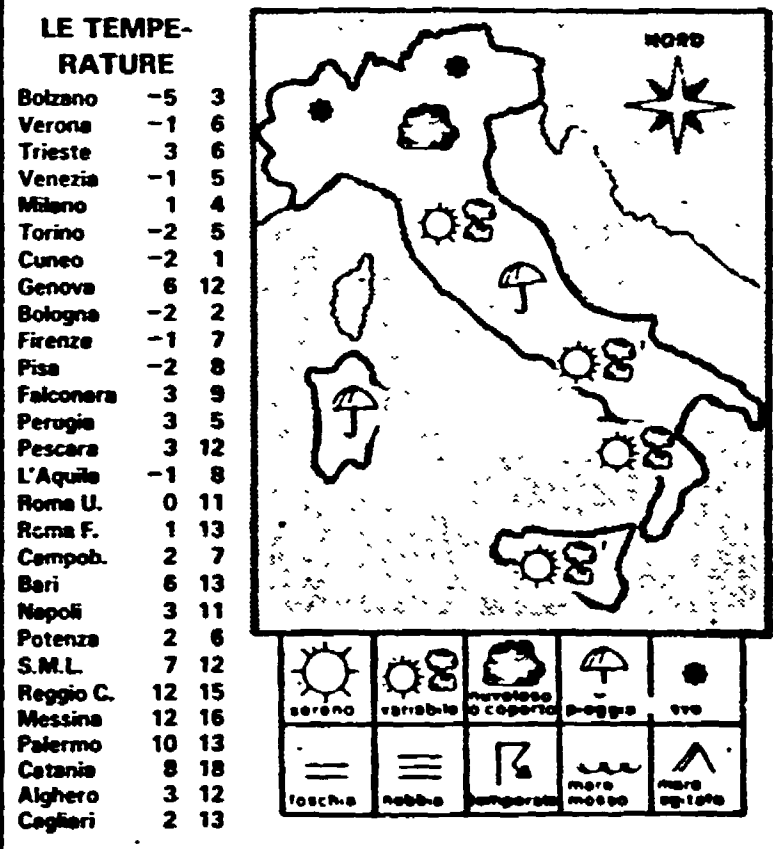 LE TEMPE-
RATURE
Bolzano -5 3
Verona -1 6
Trieste 3 6
Venezia -1 5
Milano 1 4
Torino -2 5
Cuneo -2 1
Genova 6 12
Bologna -2 2
Firenze -1 7
Pisa -2 8
Falconara 3 9
Perugia 3 5
Pescara 3 12
L'Aquila -1 8
Roma U. 0 11
Roma F. 1 13
Campob. 2 7
Bari 6 13
Napoli 3 11
Potenza 2 6
S.M.L. 7 12
Reggio C. 12 15
Messina 12 16
Palermo 10 13
Catania 8 18
Alghero 3 12
Cagliari 2 13
NORD
sereno
variabile
nuvoloso
o coperto
pioggia
foschia
nebbia
temporale
mare
mosso
mare
agitato